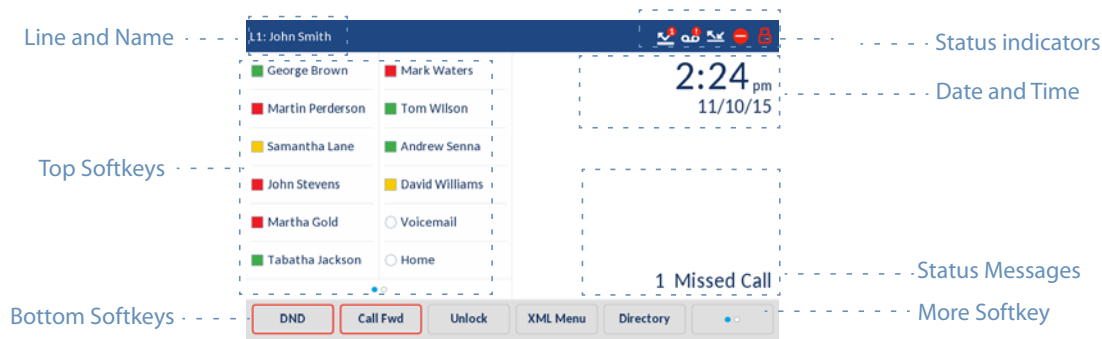 Line and Name
L1: John Smith
Status indicators
George Brown
Mark Waters
2:24 pm
Date and Time
Martin Perderson
Tom WIlson
11/10/15
Samantha Lane
Andrew Senna
Top Softkeys
John Stevens
David Williams
Martha Gold
Voicemail
Tabatha Jackson
Home
1 Missed Call
Status Messages
Bottom Softkeys
DND
Call Fwd
Unlock
XML Menu
Directory
More Softkey